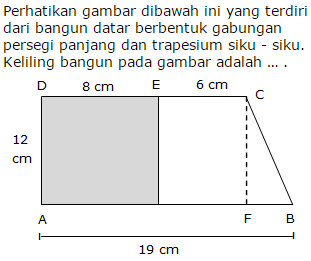 Perhatikan gambar dibawah ini yang terdiri
dari bangun datar berbentuk gabungan
persegi panjang dan trapesium siku - siku.
Keliling bangun pada gambar adalah ... .
D 8 cm E 6 cm C
12
cm
A F B
19 cm